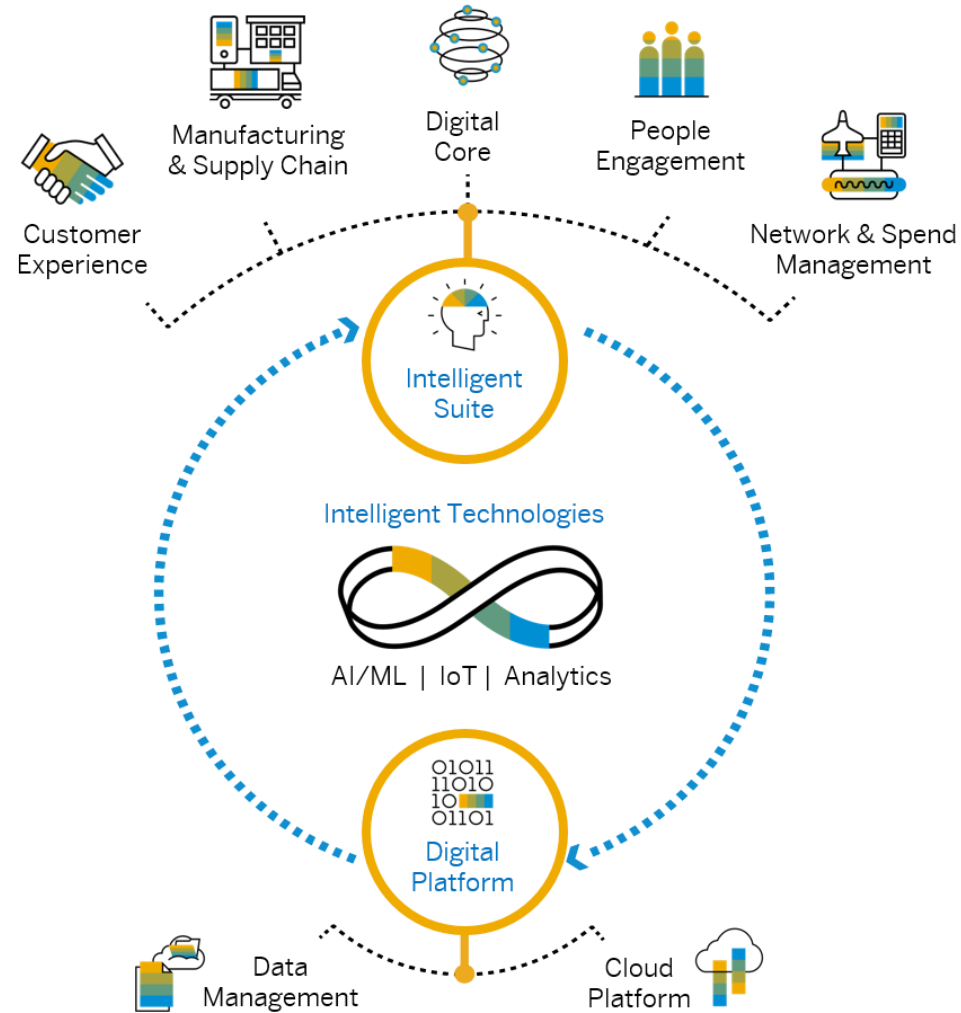 Digital
Core
People
Engagement
Manufacturing
& Supply Chain
Customer
Experience
Network & Spend
Management
Intelligent
Suite
Intelligent Technologies
AI/ML | IoT | Analytics
01011
11010
10
01101
Digital
Platform
Data
Management
Cloud
Platform